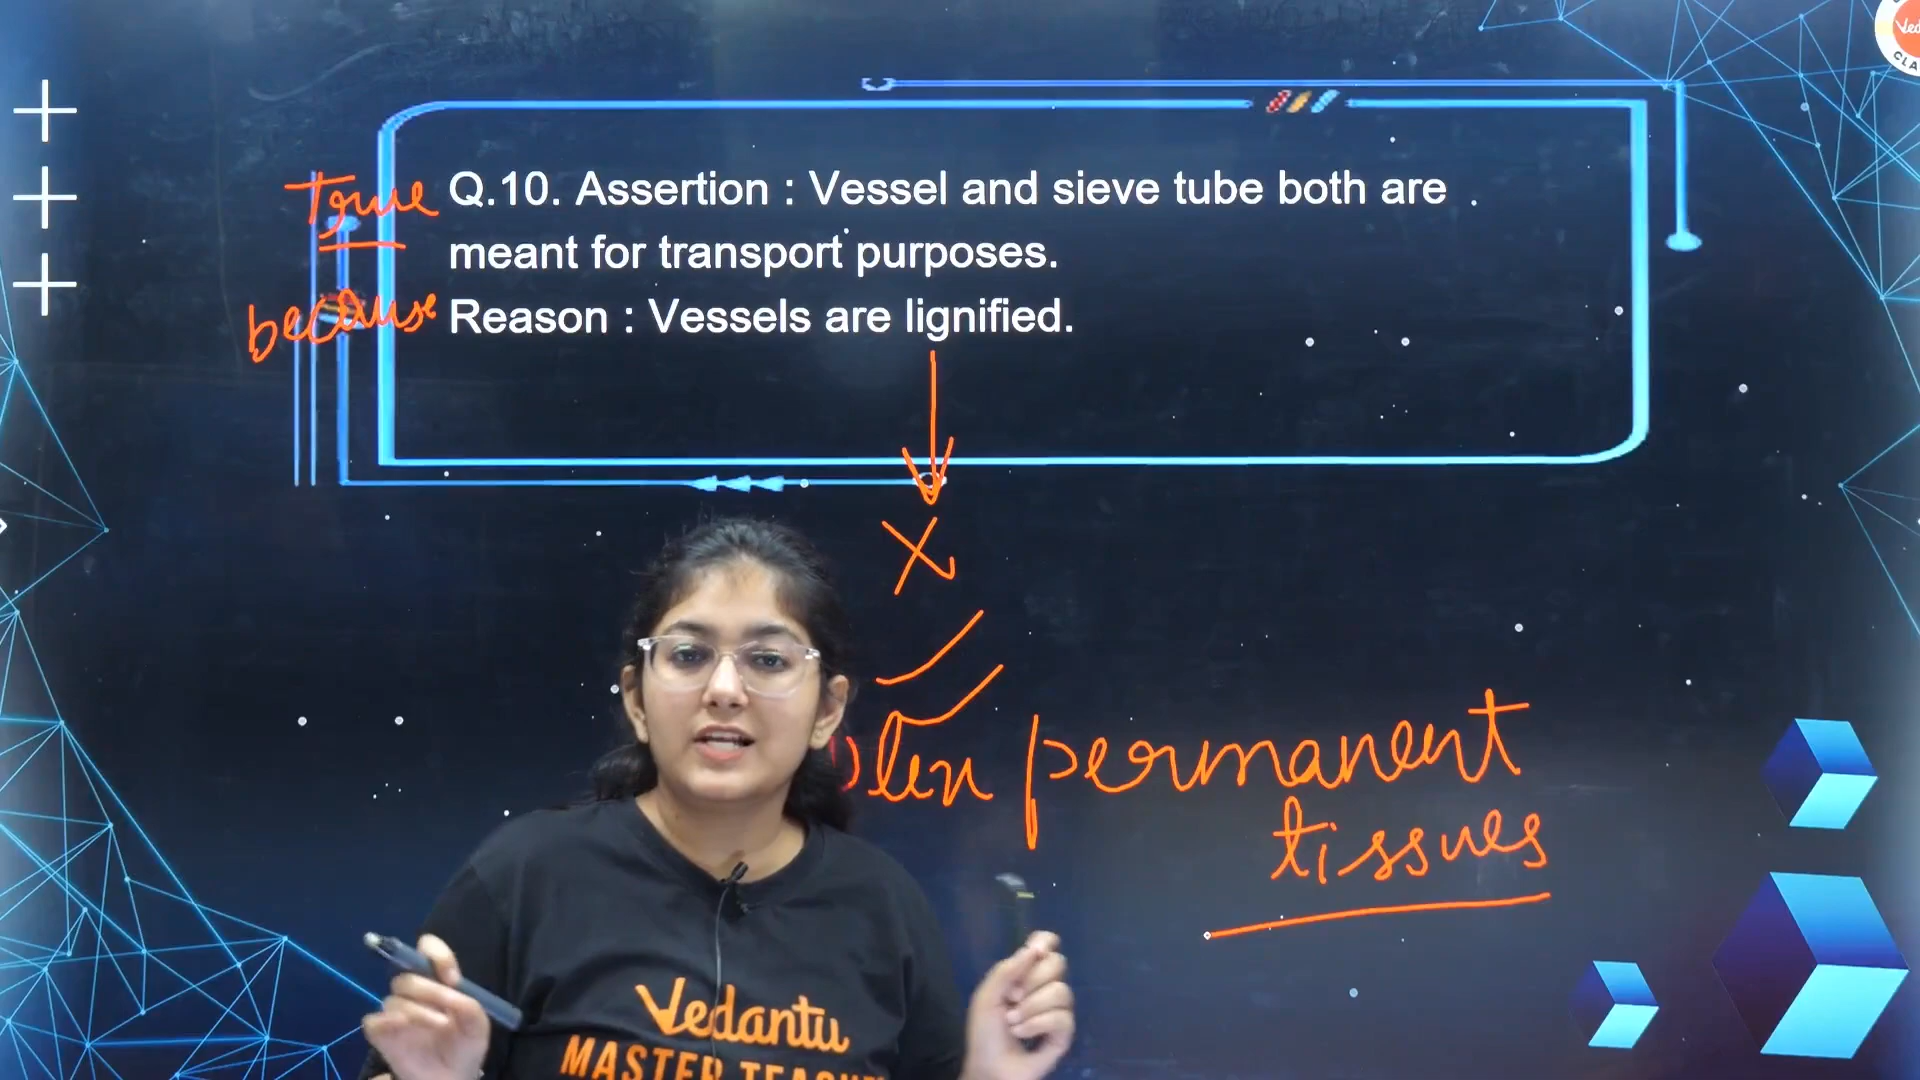 True Q.10. Assertion : Vessel and sieve tube both are
meant for transport purposes.
because Reason : Vessels are lignified.
permanent
tissues
Vedantu
MASTER